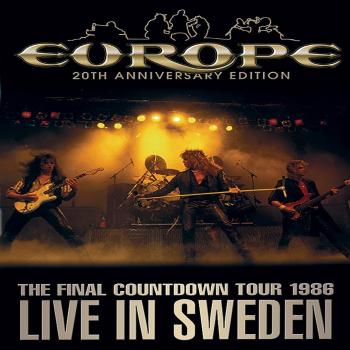 EUROPE
20TH ANNIVERSARY EDITION
THE FINAL COUNTDOWN TOUR 1986
LIVE IN SWEDEN